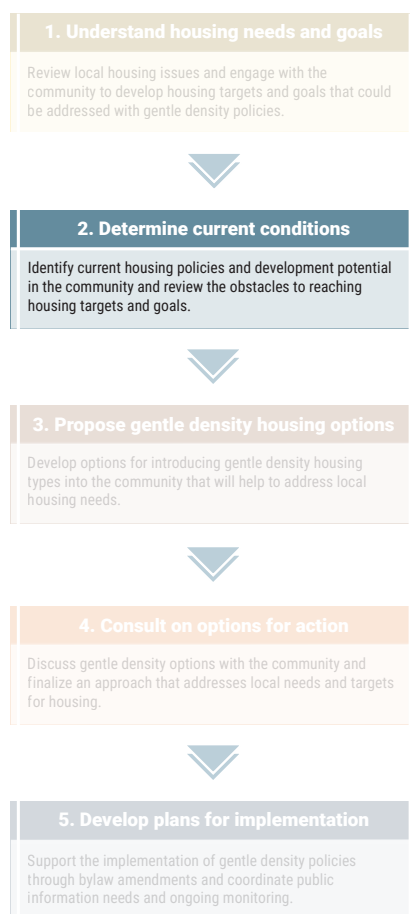 1. Understand housing needs and goals
Review local housing issues and engage with the
community to develop housing targets and goals that could
be addressed with gentle density policies.
2. Determine current conditions
Identify current housing policies and development potential
in the community and review the obstacles to reaching
housing targets and goals.
3. Propose gentle density housing options
Develop options for introducing gentle density housing
types into the community that will help to address local
housing needs.
4. Consult on options for action
Discuss gentle density options with the community and
finalize an approach that addresses local needs and targets
for housing.
5. Develop plans for implementation
Support the implementation of gentle density policies
through bylaw amendments and coordinate public
information needs and ongoing monitoring.